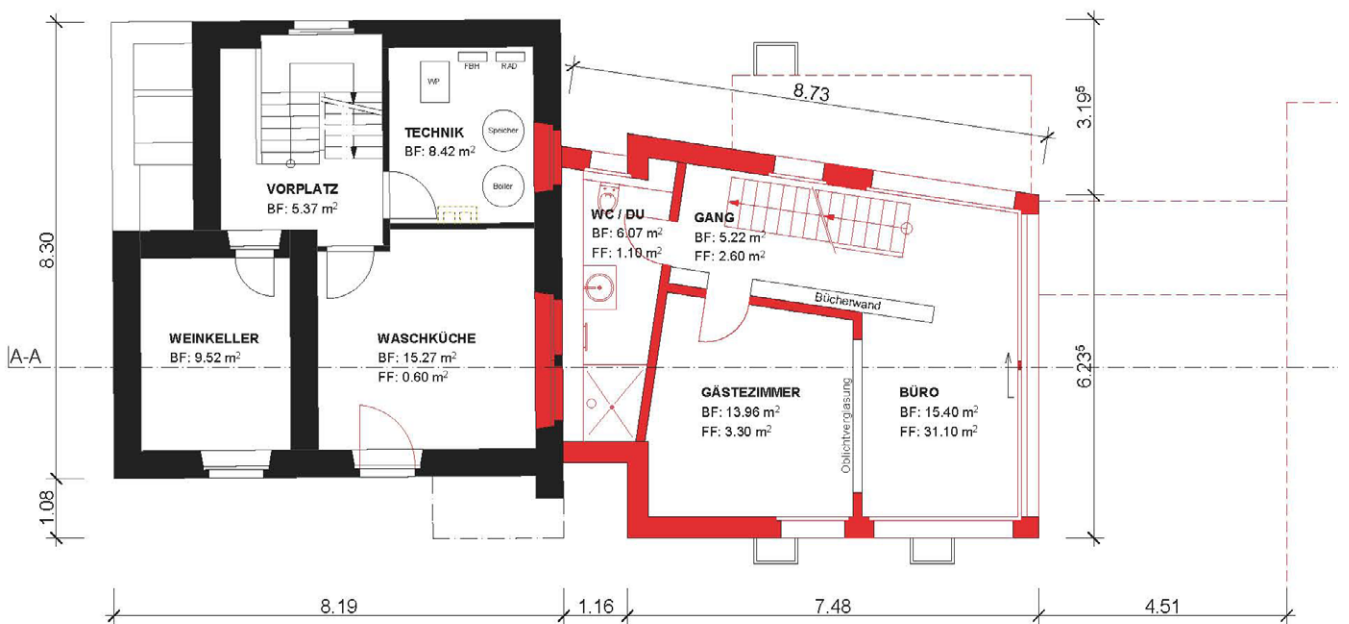 8.73
3.19⁵
WP
FBH
RAD
TECHNIK
BF: 8.42 m²
Speicher
Boiler
VORPLATZ
BF: 5.37 m²
WC / DU
BF: 6.07 m²
FF: 1.10 m²
GANG
BF: 5.22 m²
FF: 2.60 m²
8.30
Bücherwand
WEINKELLER
BF: 9.52 m²
WASCHKÜCHE
BF: 15.27 m²
FF: 0.60 m²
A-A
6.23⁵
GÄSTEZIMMER
BF: 13.96 m²
FF: 3.30 m²
Oblichtverglasung
BÜRO
BF: 15.40 m²
FF: 31.10 m²
1.08
8.19
1.16
7.48
4.51